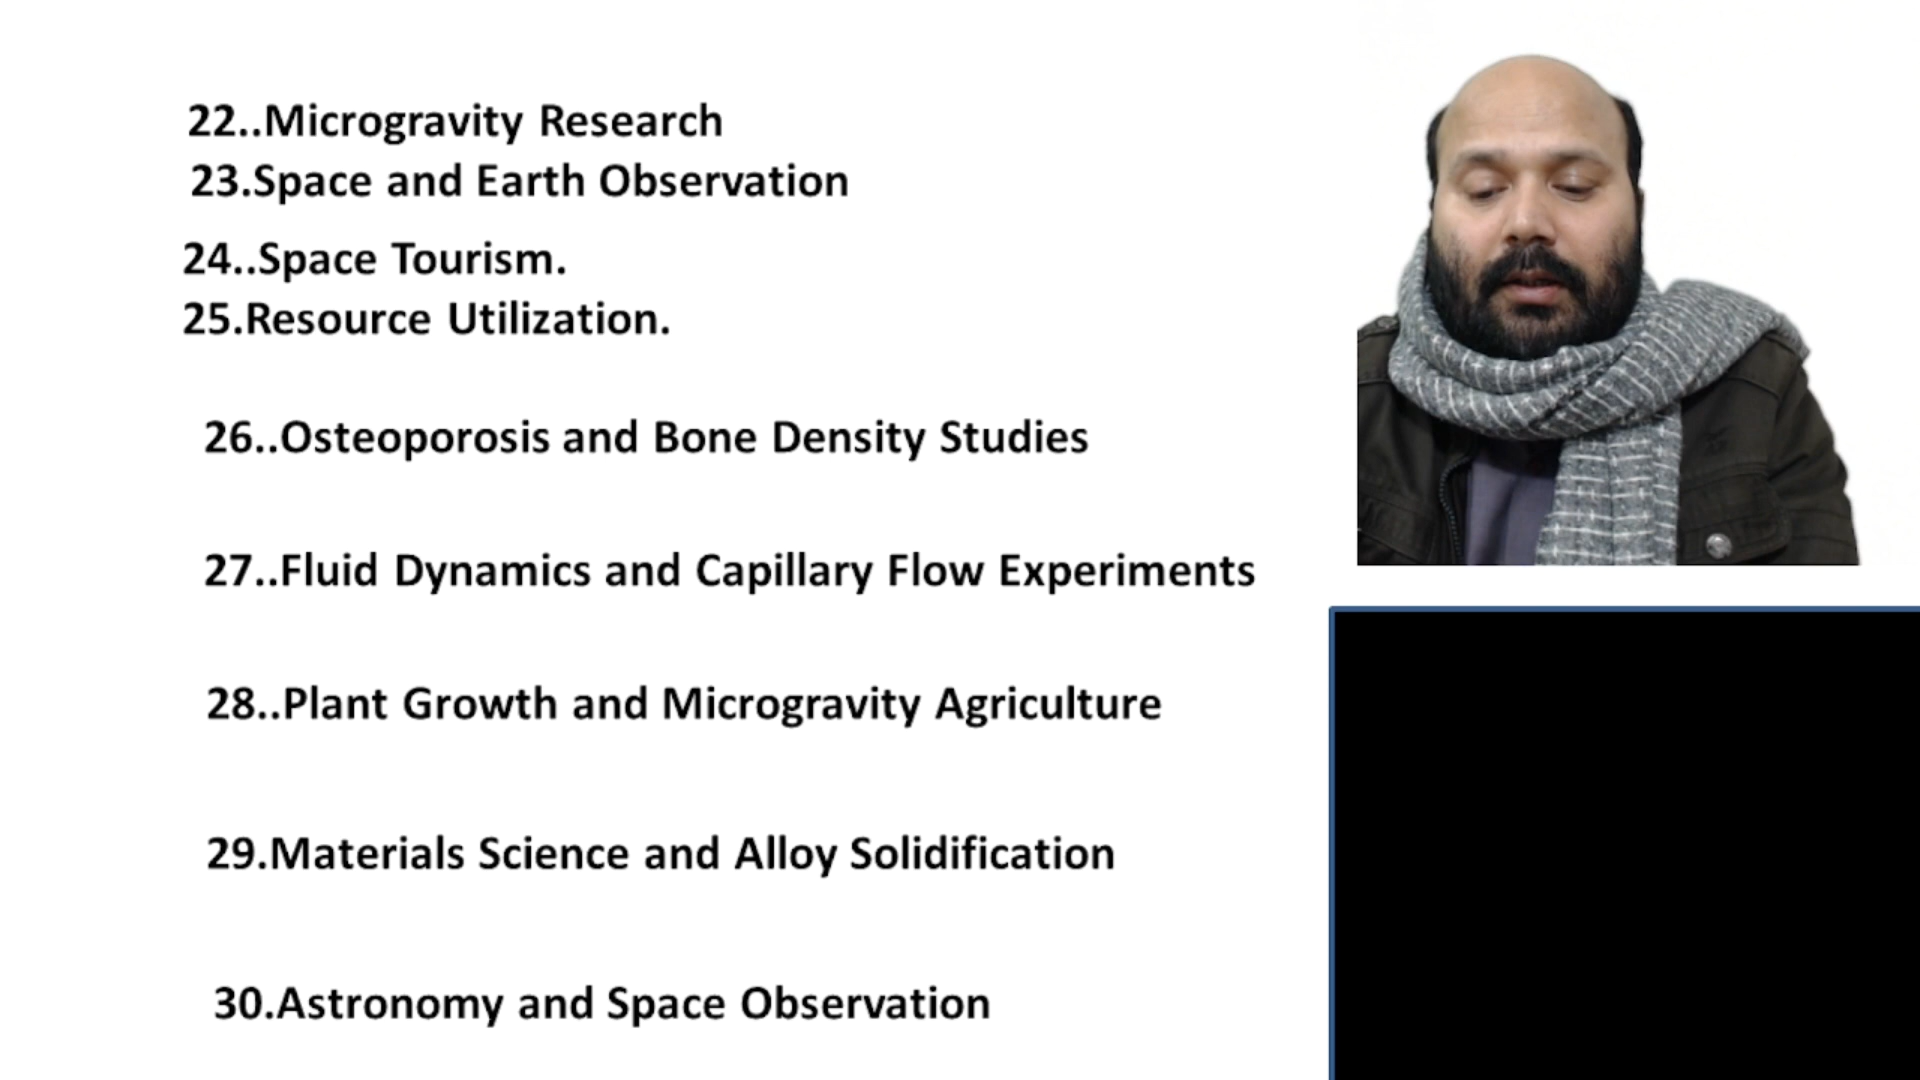 22..Microgravity Research
23.Space and Earth Observation
24..Space Tourism.
25.Resource Utilization.
26..Osteoporosis and Bone Density Studies
27..Fluid Dynamics and Capillary Flow Experiments
28..Plant Growth and Microgravity Agriculture
29.Materials Science and Alloy Solidification
30.Astronomy and Space Observation